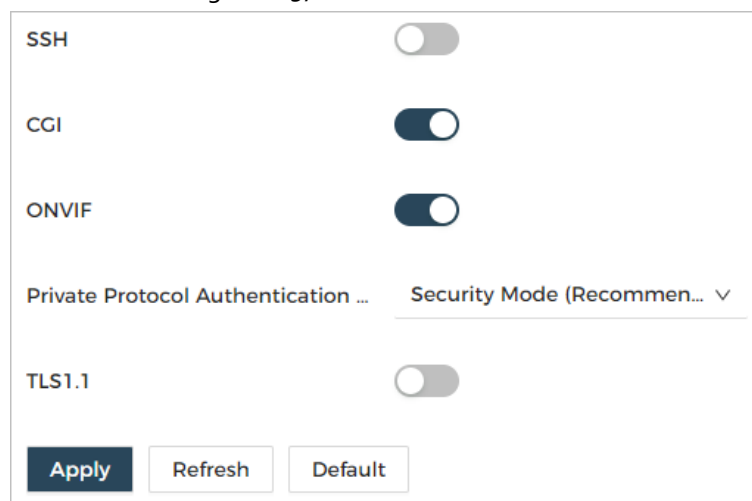 SSH
CGI
ONVIF
Private Protocol Authentication ... Security Mode (Recommen...
TLS1.1
Apply Refresh Default